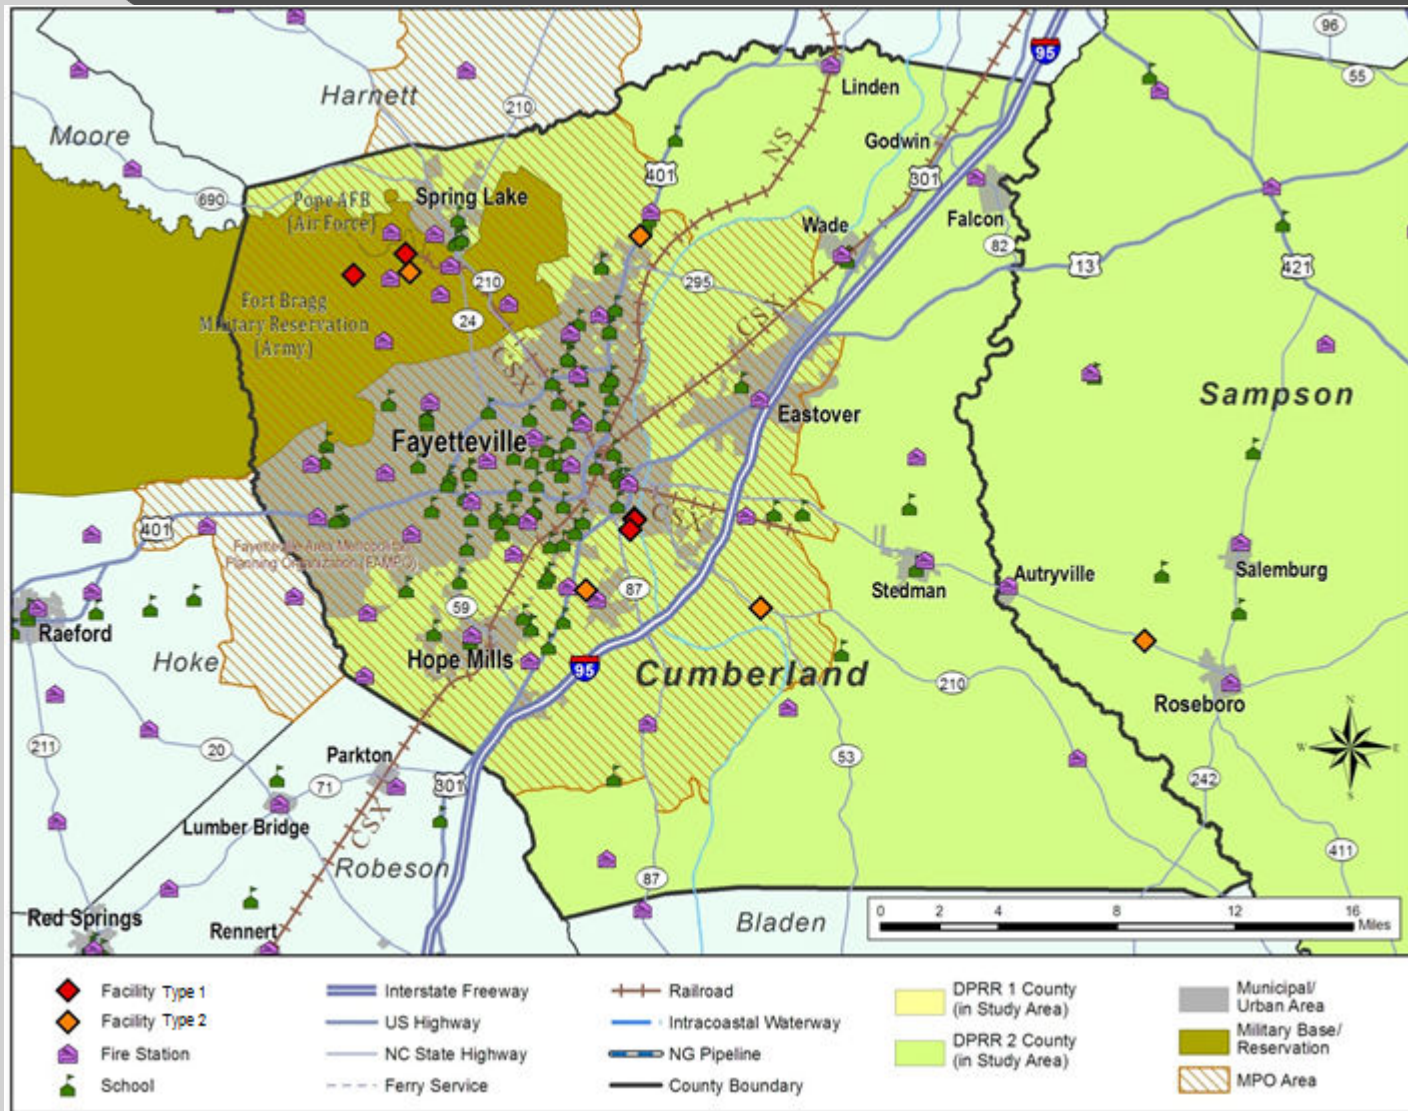 96
95
55
Linden
Harnett
210
Moore
NS
Godwin
401
301
690
Pope AFB
(Air Force)
Spring Lake
Falcon
Wade
82
13
421
210
295
Fort Bragg
Military Reservation
(Army)
24
CSX
CSX
Sampson
Eastover
Fayetteville
401
CSX
Fayetteville Area Metropolitan
Planning Organization (FAMPO)
Stedman
Autryville
Salemburg
87
59
Raeford
Hoke
Hope Mills
95
Cumberland
210
Roseboro
N
W
E
S
211
20
Parkton
71
301
53
242
Lumber Bridge
CSX
Robeson
87
411
Red Springs
Rennert
Bladen
0 2 4 8 12 16
Miles
Facility Type 1
Facility Type 2
Fire Station
School
Interstate Freeway
US Highway
NC State Highway
Ferry Service
Railroad
Intracoastal Waterway
NG Pipeline
County Boundary
DPRR 1 County
(in Study Area)
DPRR 2 County
(in Study Area)
Municipal/
Urban Area
Military Base/
Reservation
MPO Area